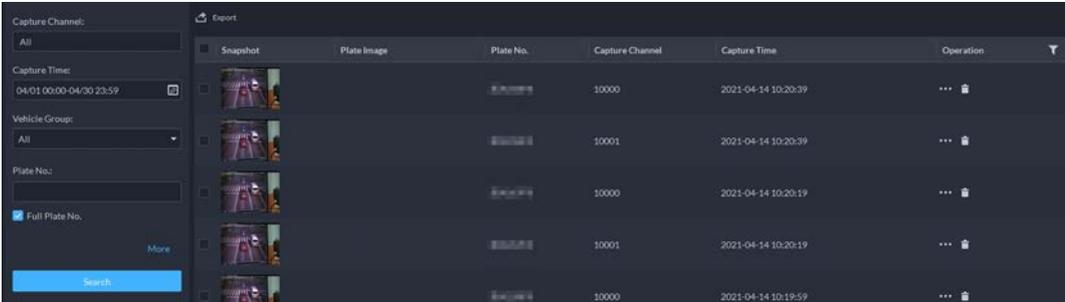 Capture Channel:
All
Capture Time:
04/01 00:00-04/30 23:59
Vehicle Group:
All
Plate No.:
Full Plate No.
More
Search
Export
Snapshot Plate Image Plate No. Capture Channel Capture Time Operation
10000 2021-04-14 10:20:39
10001 2021-04-14 10:20:39
10000 2021-04-14 10:20:19
10001 2021-04-14 10:20:19
10000 2021-04-14 10:19:59